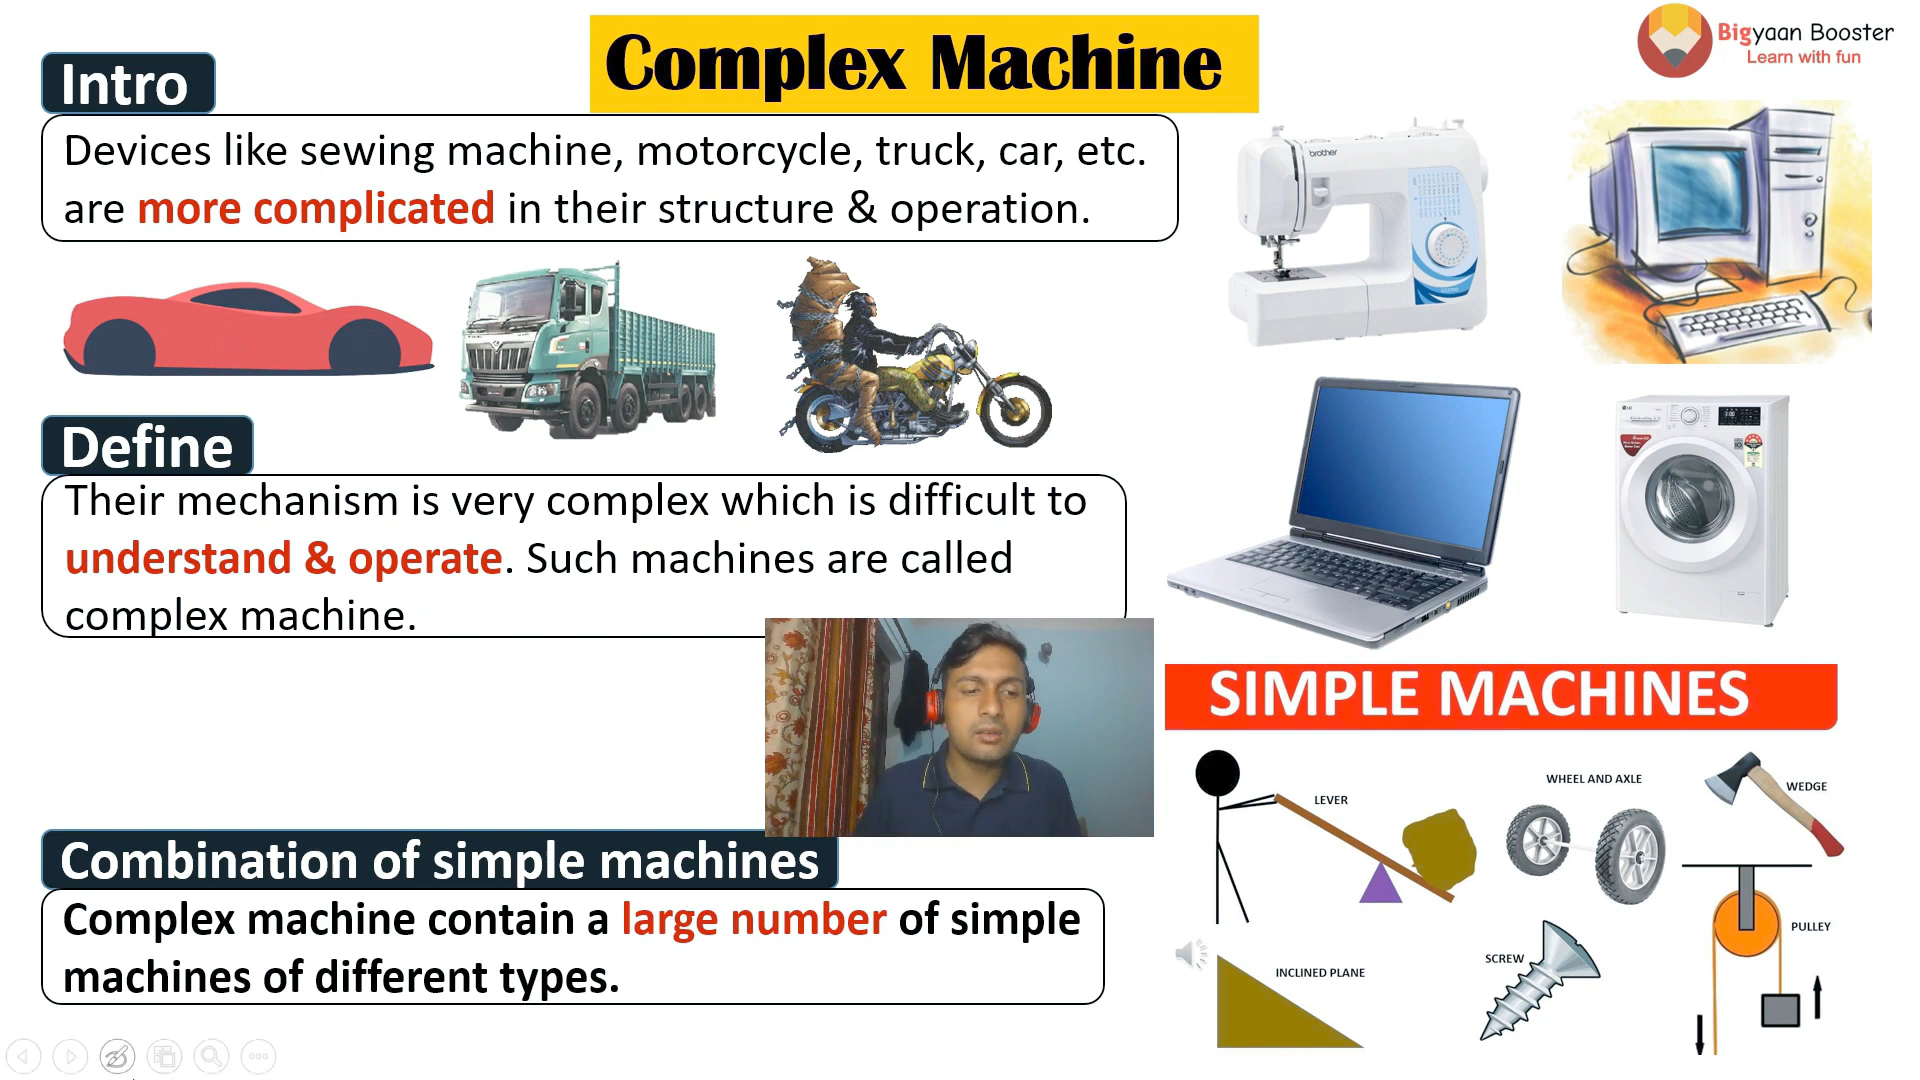 Complex Machine
Bigyaan Booster
Learn with fun
Intro
Devices like sewing machine, motorcycle, truck, car, etc.
are more complicated in their structure & operation.
brother
LG
Define
Their mechanism is very complex which is difficult to
understand & operate. Such machines are called
complex machine.
SIMPLE MACHINES
LEVER
WHEEL AND AXLE
WEDGE
PULLEY
INCLINED PLANE
SCREW
Combination of simple machines
Complex machine contain a large number of simple
machines of different types.